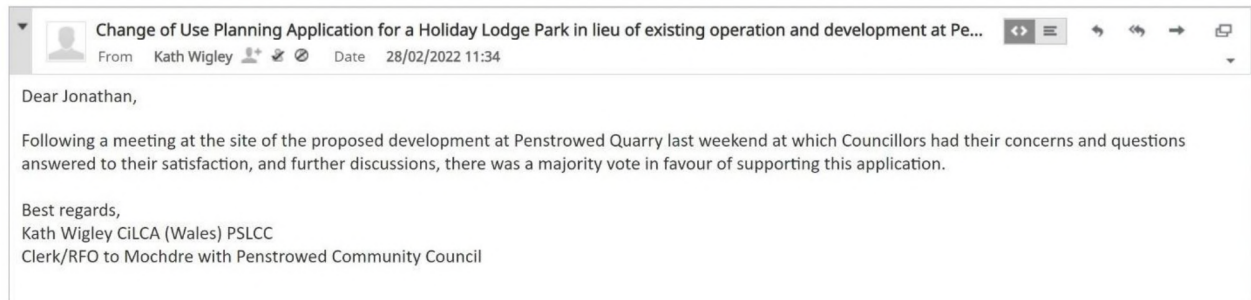 Change of Use Planning Application for a Holiday Lodge Park in lieu of existing operation and development at Pe...
From Kath Wigley Date 28/02/2022 11:34
Dear Jonathan,
Following a meeting at the site of the proposed development at Penstrowed Quarry last weekend at which Councillors had their concerns and questions
answered to their satisfaction, and further discussions, there was a majority vote in favour of supporting this application.
Best regards,
Kath Wigley CiLCA (Wales) PSLCC
Clerk/RFO to Mochdre with Penstrowed Community Council